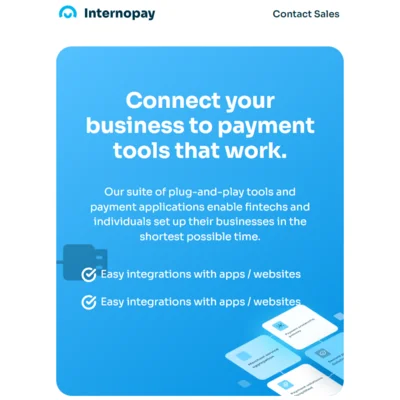 Internopay
Contact Sales
Connect your
business to payment
tools that work.
Our suite of plug-and-play tools and
payment applications enable fintechs and
individuals set up their businesses in the
shortest possible time.
Easy integrations with apps / websites
Easy integrations with apps / websites